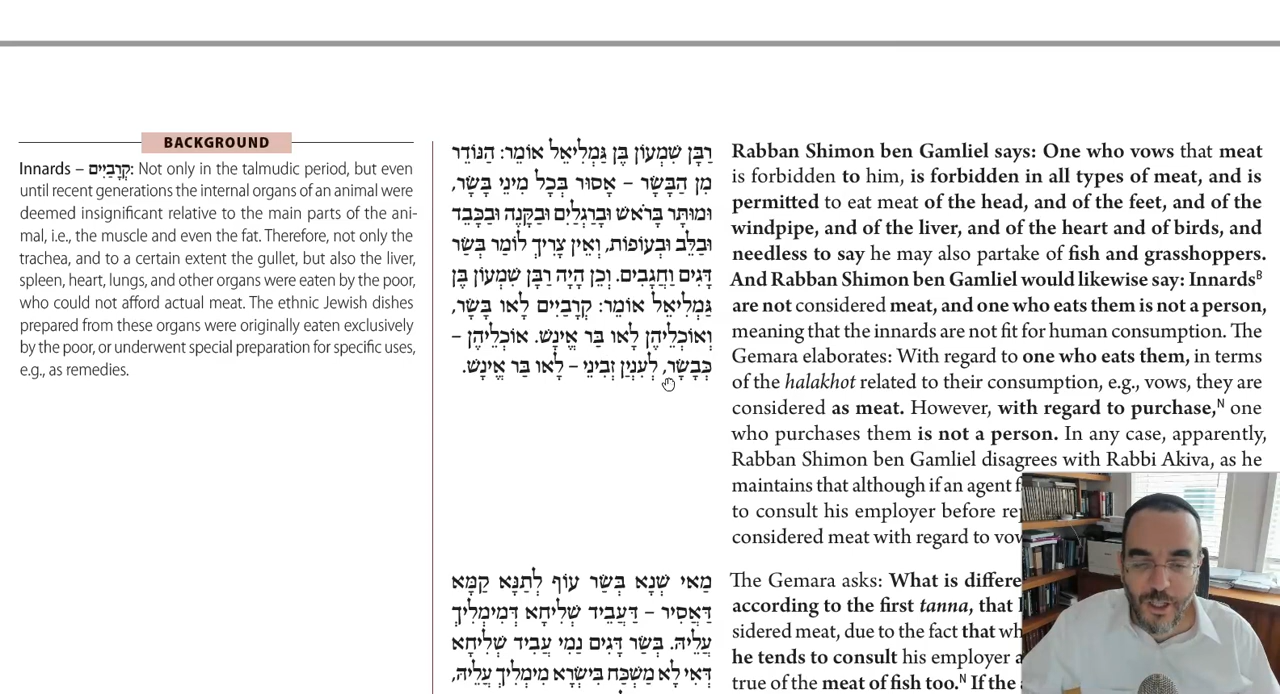 BACKGROUND
Innards – קְרָבַיִים: Not only in the talmudic period, but even
until recent generations the internal organs of an animal were
deemed insignificant relative to the main parts of the ani-
mal, i.e., the muscle and even the fat. Therefore, not only the
trachea, and to a certain extent the gullet, but also the liver,
spleen, heart, lungs, and other organs were eaten by the poor,
who could not afford actual meat. The ethnic Jewish dishes
prepared from these organs were originally eaten exclusively
by the poor, or underwent special preparation for specific uses,
e.g., as remedies.
רַבָּן שִׁמְעוֹן בֶּן גַּמְלִיאֵל אוֹמֵר: הַנּוֹדֵר
מִן הַבָּשָׂר – אָסוּר בְּכָל מִינֵי בָּשָׂר,
וּמוּתָּר בָּרֹאשׁ וּבָרַגְלַיִם וּבַקָּנֶה וּבַכָּבֵד
וּבַלֵּב וּבְעוֹפוֹת, וְאֵין צָרִיךְ לוֹמַר בְּשַׂר
דָּגִים וַחֲגָבִים. וְכֵן הָיָה רַבָּן שִׁמְעוֹן בֶּן
גַּמְלִיאֵל אוֹמֵר: קְרָבַיִים לָאו בָּשָׂר,
וְאוֹכְלֵיהֶן לָאו בַּר אֱינָשׁ. אוֹכְלֵיהֶן –
כְּבָשָׂר, לְעִנְיַן זְבִינֵי – לָאו בַּר אֱינָשׁ.
מַאי שְׁנָא בְּשַׂר עוֹף לְתַנָּא קַמָּא
דַּאֲסִיר – דַּעֲבִיד שְׁלִיחָא דְּמִימְלִיךְ
עֲלֵיהּ. בְּשַׂר דָּגִים נָמֵי עֲבִיד שְׁלִיחָא
דְּאִי לָא מַשְׁכַּח בִּישְׂרָא מִימְלִיךְ עֲלֵיהּ,
Rabban Shimon ben Gamliel says: One who vows that meat
is forbidden to him, is forbidden in all types of meat, and is
permitted to eat meat of the head, and of the feet, and of the
windpipe, and of the liver, and of the heart and of birds, and
needless to say he may also partake of fish and grasshoppers.
And Rabban Shimon ben Gamliel would likewise say: Innardsᴮ
are not considered meat, and one who eats them is not a person,
meaning that the innards are not fit for human consumption. The
Gemara elaborates: With regard to one who eats them, in terms
of the halakhot related to their consumption, e.g., vows, they are
considered as meat. However, with regard to purchase,ᴺ one
who purchases them is not a person. In any case, apparently,
Rabban Shimon ben Gamliel disagrees with Rabbi Akiva, as he
maintains that although if an agent
to consult his employer before
considered meat with regard to
The Gemara asks: What is
according to the first tanna, that
sidered meat, due to the fact that
he tends to consult his employer
true of the meat of fish too.ᴺ If the